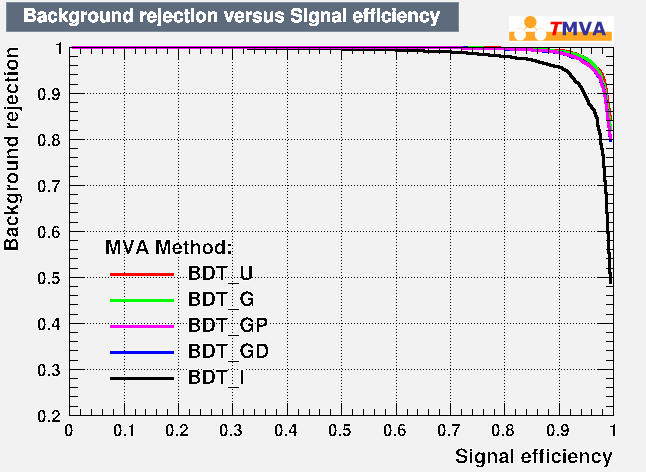 Background rejection versus Signal efficiency
TMVA
Background rejection
1
0.9
0.8
0.7
0.6
0.5
0.4
0.3
0.2
MVA Method:
BDT_U
BDT_G
BDT_GP
BDT_GD
BDT_I
0 0.1 0.2 0.3 0.4 0.5 0.6 0.7 0.8 0.9 1
Signal efficiency